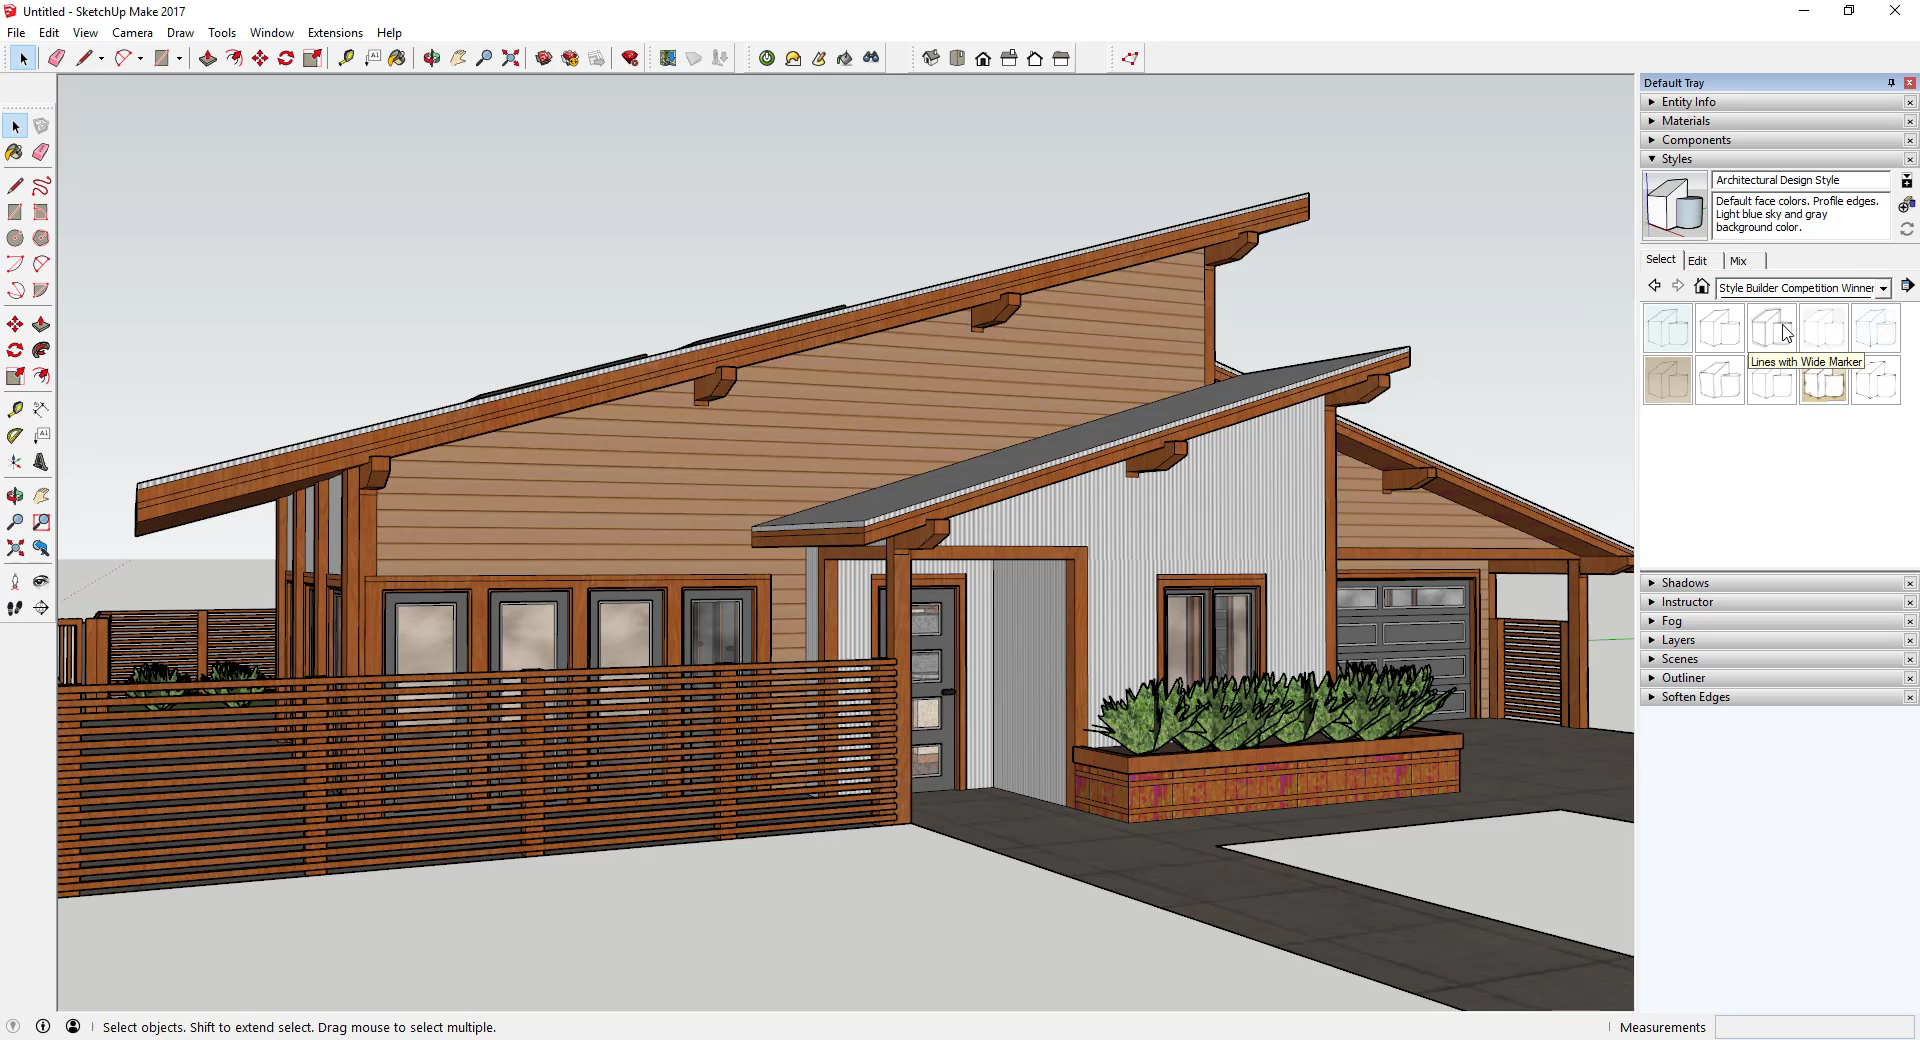 Untitled - SketchUp Make 2017
File Edit View Camera Draw Tools Window Extensions Help
Default Tray
Entity Info
Materials
Components
Styles
Architectural Design Style
Default face colors. Profile edges.
Light blue sky and gray
background color.
Select Edit Mix
Style Builder Competition Winner
Lines with Wide Marker
Shadows
Instructor
Fog
Layers
Scenes
Outliner
Soften Edges
Select objects. Shift to extend select. Drag mouse to select multiple.
Measurements